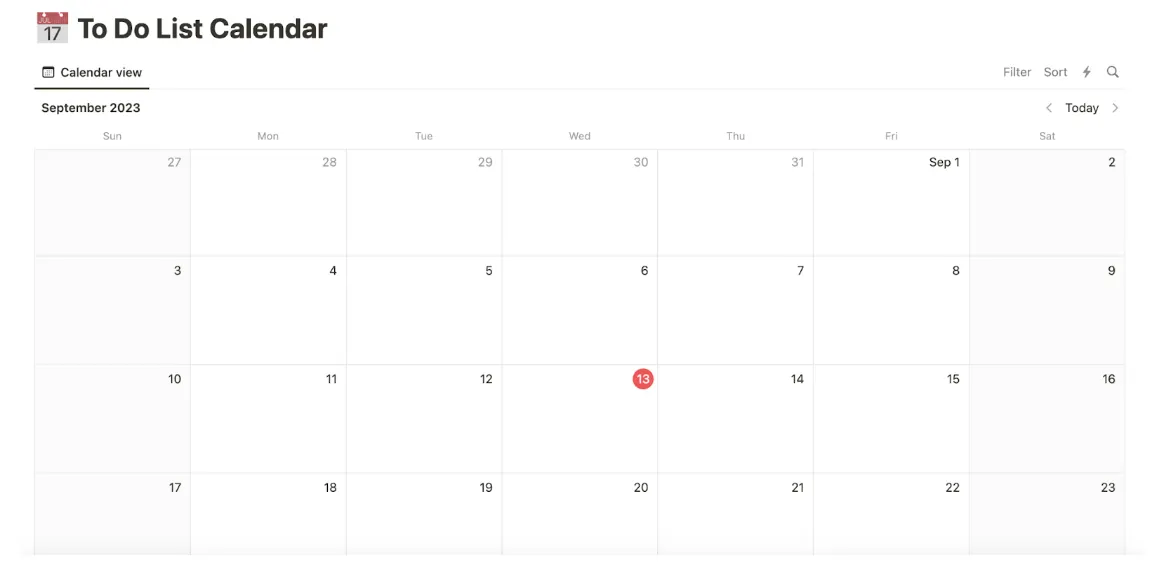 JUL
17
To Do List Calendar
Calendar view
Filter Sort
September 2023
Today
Sun Mon Tue Wed Thu Fri Sat
27 28 29 30 31 Sep 1 2
3 4 5 6 7 8 9
10 11 12 13 14 15 16
17 18 19 20 21 22 23